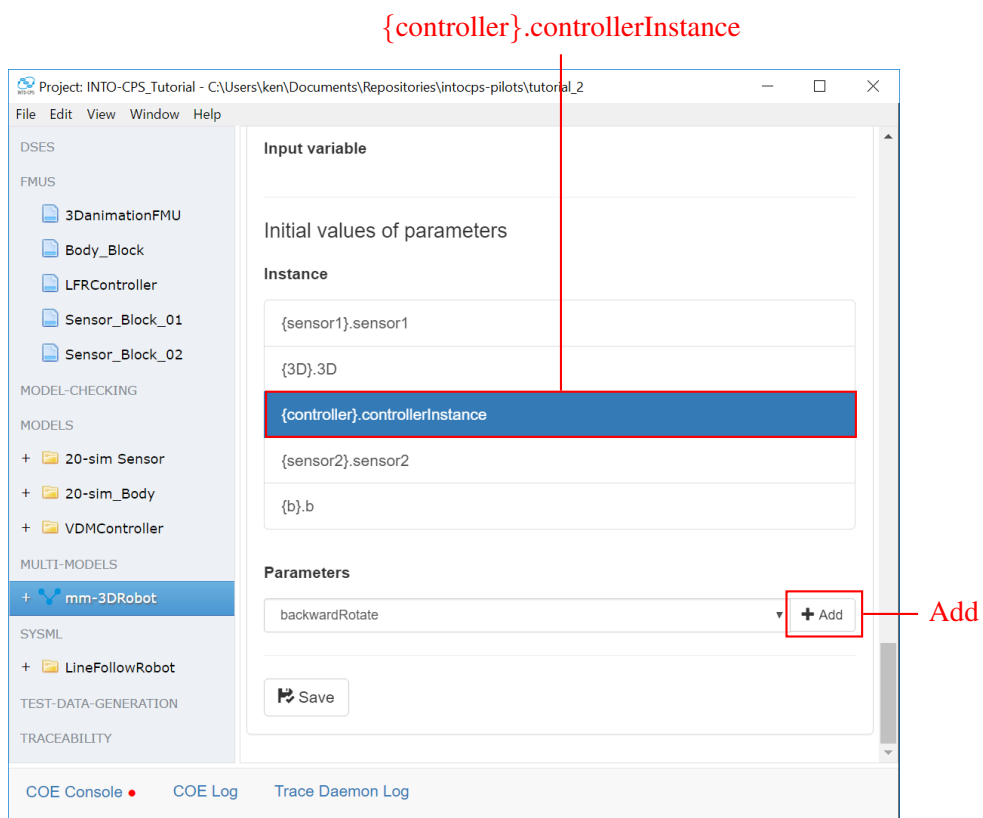 {controller}.controllerInstance
INTO-CPS
Project: INTO-CPS_Tutorial - C:\Users\ken\Documents\Repositories\intocps-pilots\tutorial_2
File Edit View Window Help
DSES
FMUS
3DanimationFMU
Body_Block
LFRController
Sensor_Block_01
Sensor_Block_02
MODEL-CHECKING
MODELS
+ 20-sim Sensor
+ 20-sim_Body
+ VDMController
MULTI-MODELS
+ mm-3DRobot
SYSML
+ LineFollowRobot
TEST-DATA-GENERATION
TRACEABILITY
Input variable
Initial values of parameters
Instance
{sensor1}.sensor1
{3D}.3D
{controller}.controllerInstance
{sensor2}.sensor2
{b}.b
Parameters
backwardRotate
+ Add
Add
Save
COE Console COE Log Trace Daemon Log